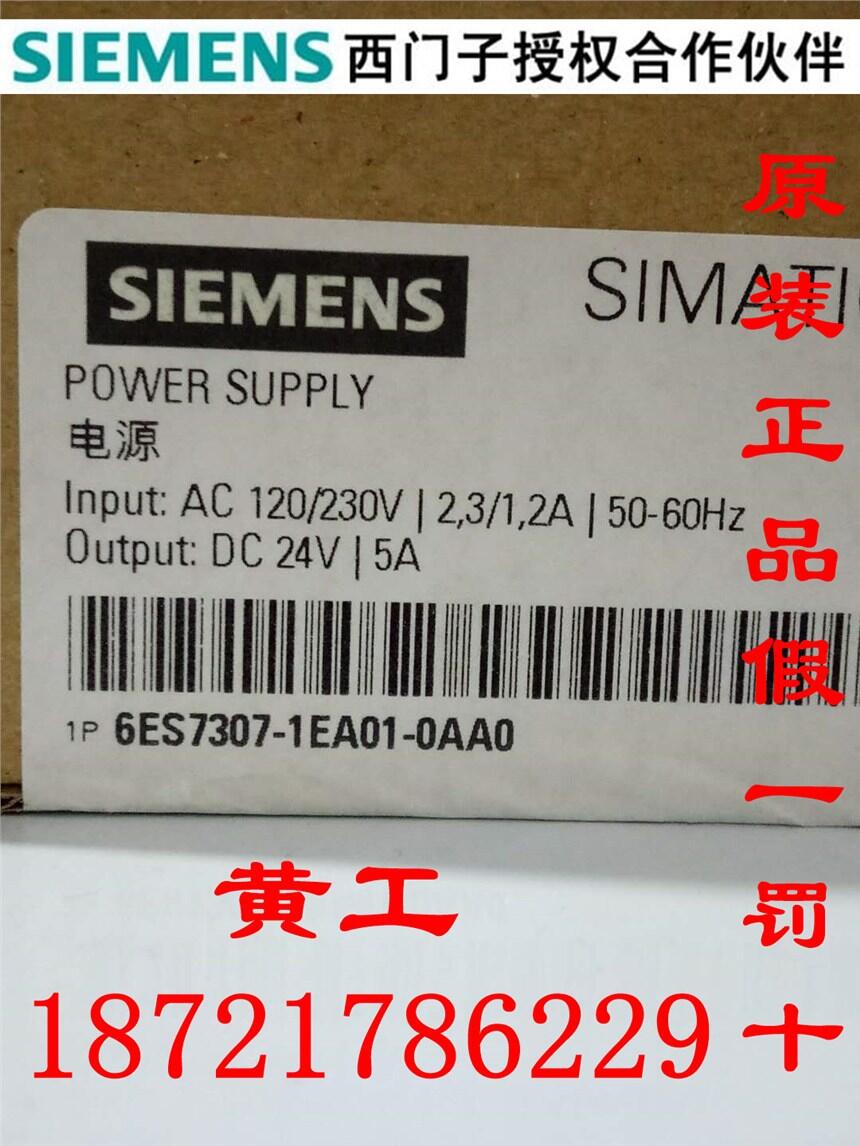 SIEMENS 西门子授权合作伙伴
SIEMENS
SIMATI
POWER SUPPLY
电源
Input: AC 120/230V | 2,3/1,2A | 50-60Hz
Output: DC 24V | 5A
1P 6ES7307-1EA01-0AA0
原装正品假一罚十
黄工
18721786229